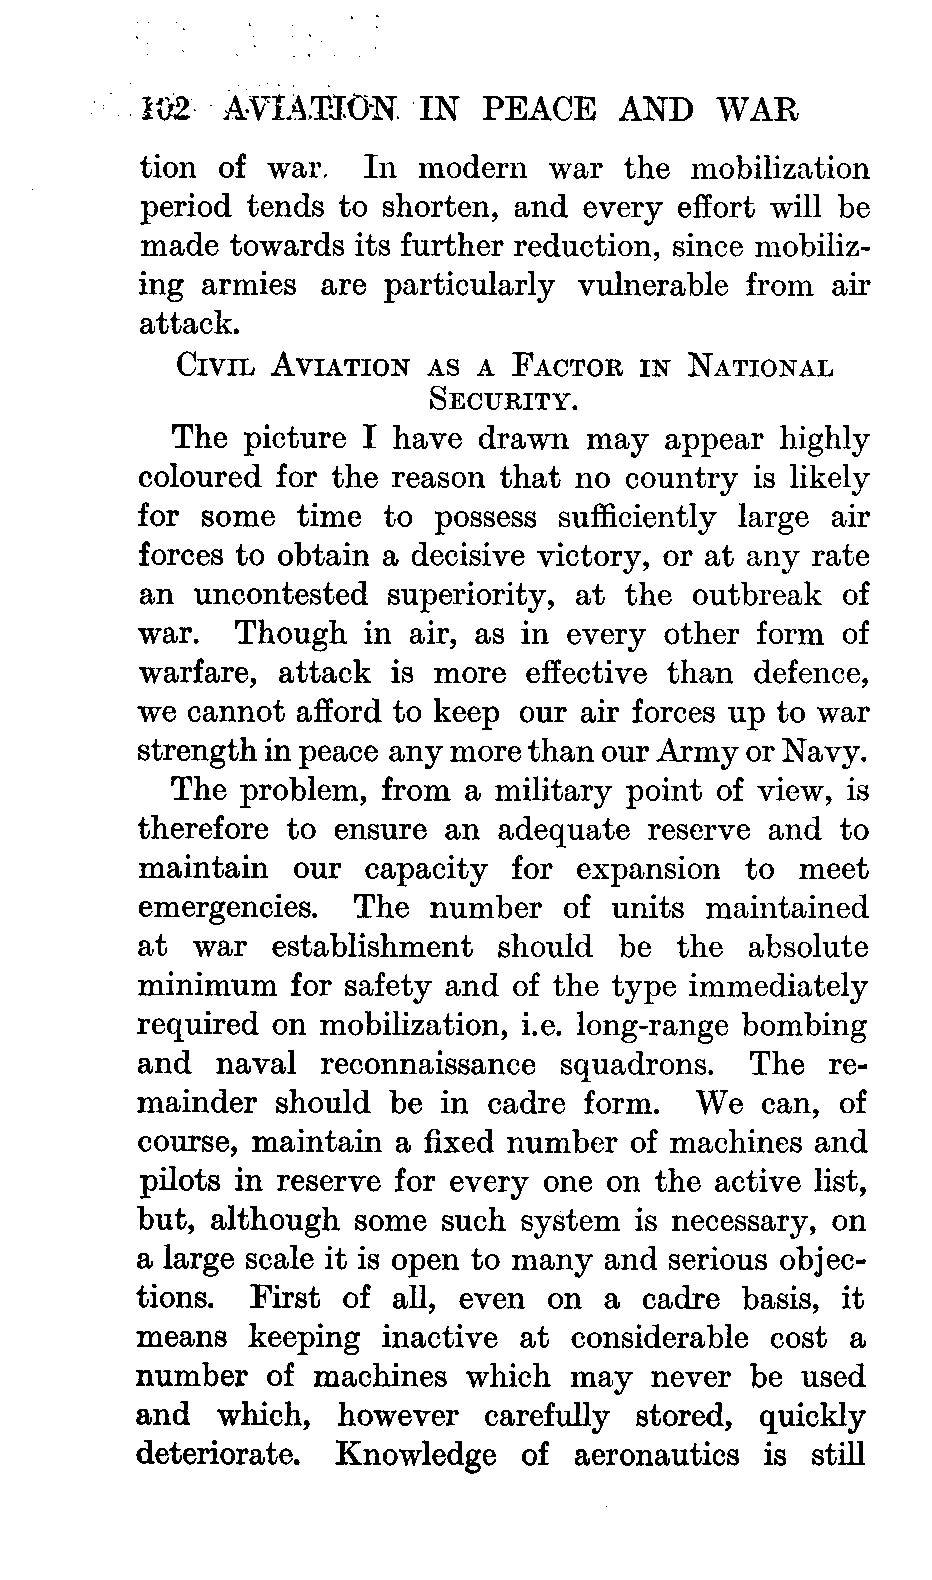 102 AVIATION IN PEACE AND WAR
tion of war. In modern war the mobilization
period tends to shorten, and every effort will be
made towards its further reduction, since mobiliz-
ing armies are particularly vulnerable from air
attack.
CIVIL AVIATION AS A FACTOR IN NATIONAL
SECURITY.
The picture I have drawn may appear highly
coloured for the reason that no country is likely
for some time to possess sufficiently large air
forces to obtain a decisive victory, or at any rate
an uncontested superiority, at the outbreak of
war. Though in air, as in every other form of
warfare, attack is more effective than defence,
we cannot afford to keep our air forces up to war
strength in peace any more than our Army or Navy.
The problem, from a military point of view, is
therefore to ensure an adequate reserve and to
maintain our capacity for expansion to meet
emergencies. The number of units maintained
at war establishment should be the absolute
minimum for safety and of the type immediately
required on mobilization, i.e. long-range bombing
and naval reconnaissance squadrons. The re-
mainder should be in cadre form. We can, of
course, maintain a fixed number of machines and
pilots in reserve for every one on the active list,
but, although some such system is necessary, on
a large scale it is open to many and serious objec-
tions. First of all, even on a cadre basis, it
means keeping inactive at considerable cost a
number of machines which may never be used
and which, however carefully stored, quickly
deteriorate. Knowledge of aeronautics is still